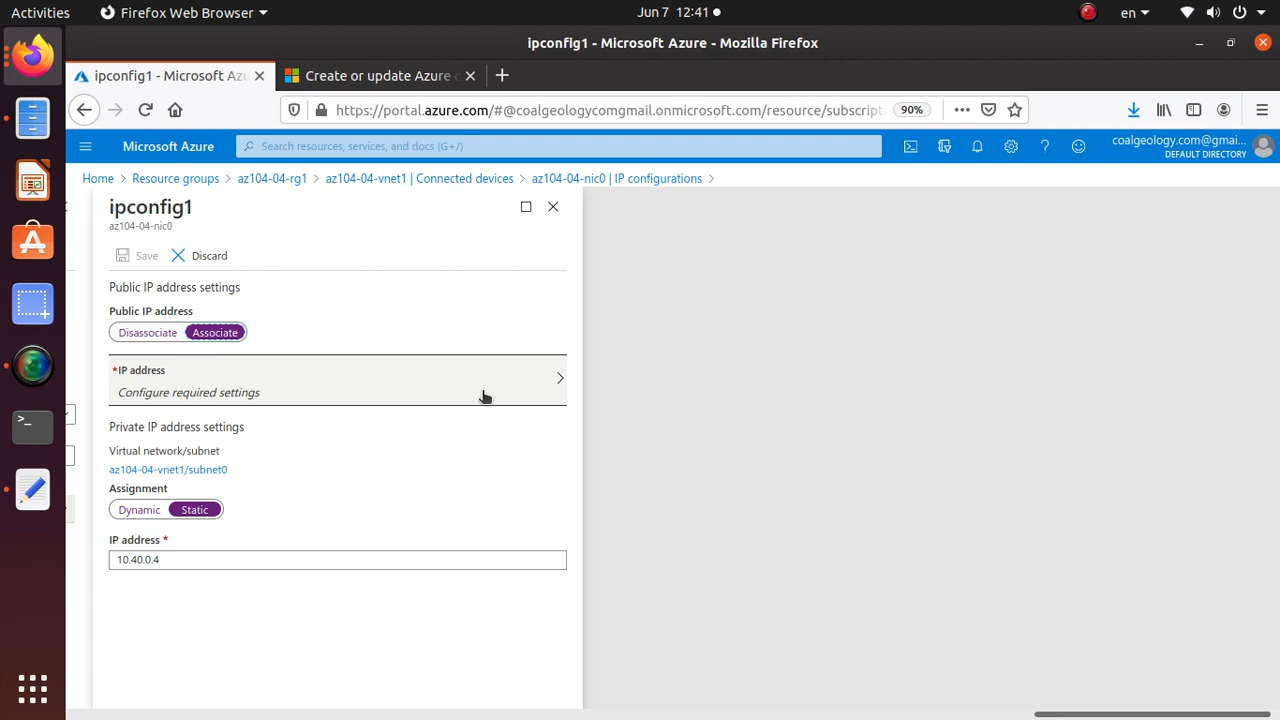 Activities Firefox Web Browser Jun 7 12:41 en
ipconfig1 - Microsoft Azure - Mozilla Firefox
ipconfig1 - Microsoft Azu Create or update Azure
https://portal.azure.com/#@coalgeologycomgmail.onmicrosoft.com/resource/subscript 90%
Microsoft Azure Search resources, services, and docs (G+/) coalgeology.com@gmai...
DEFAULT DIRECTORY
Home > Resource groups > az104-04-rg1 > az104-04-vnet1 | Connected devices > az104-04-nic0 | IP configurations >
ipconfig1
az104-04-nic0
Save Discard
Public IP address settings
Public IP address
Disassociate Associate
*IP address
Configure required settings
Private IP address settings
Virtual network/subnet
az104-04-vnet1/subnet0
Assignment
Dynamic Static
IP address *
10.40.0.4